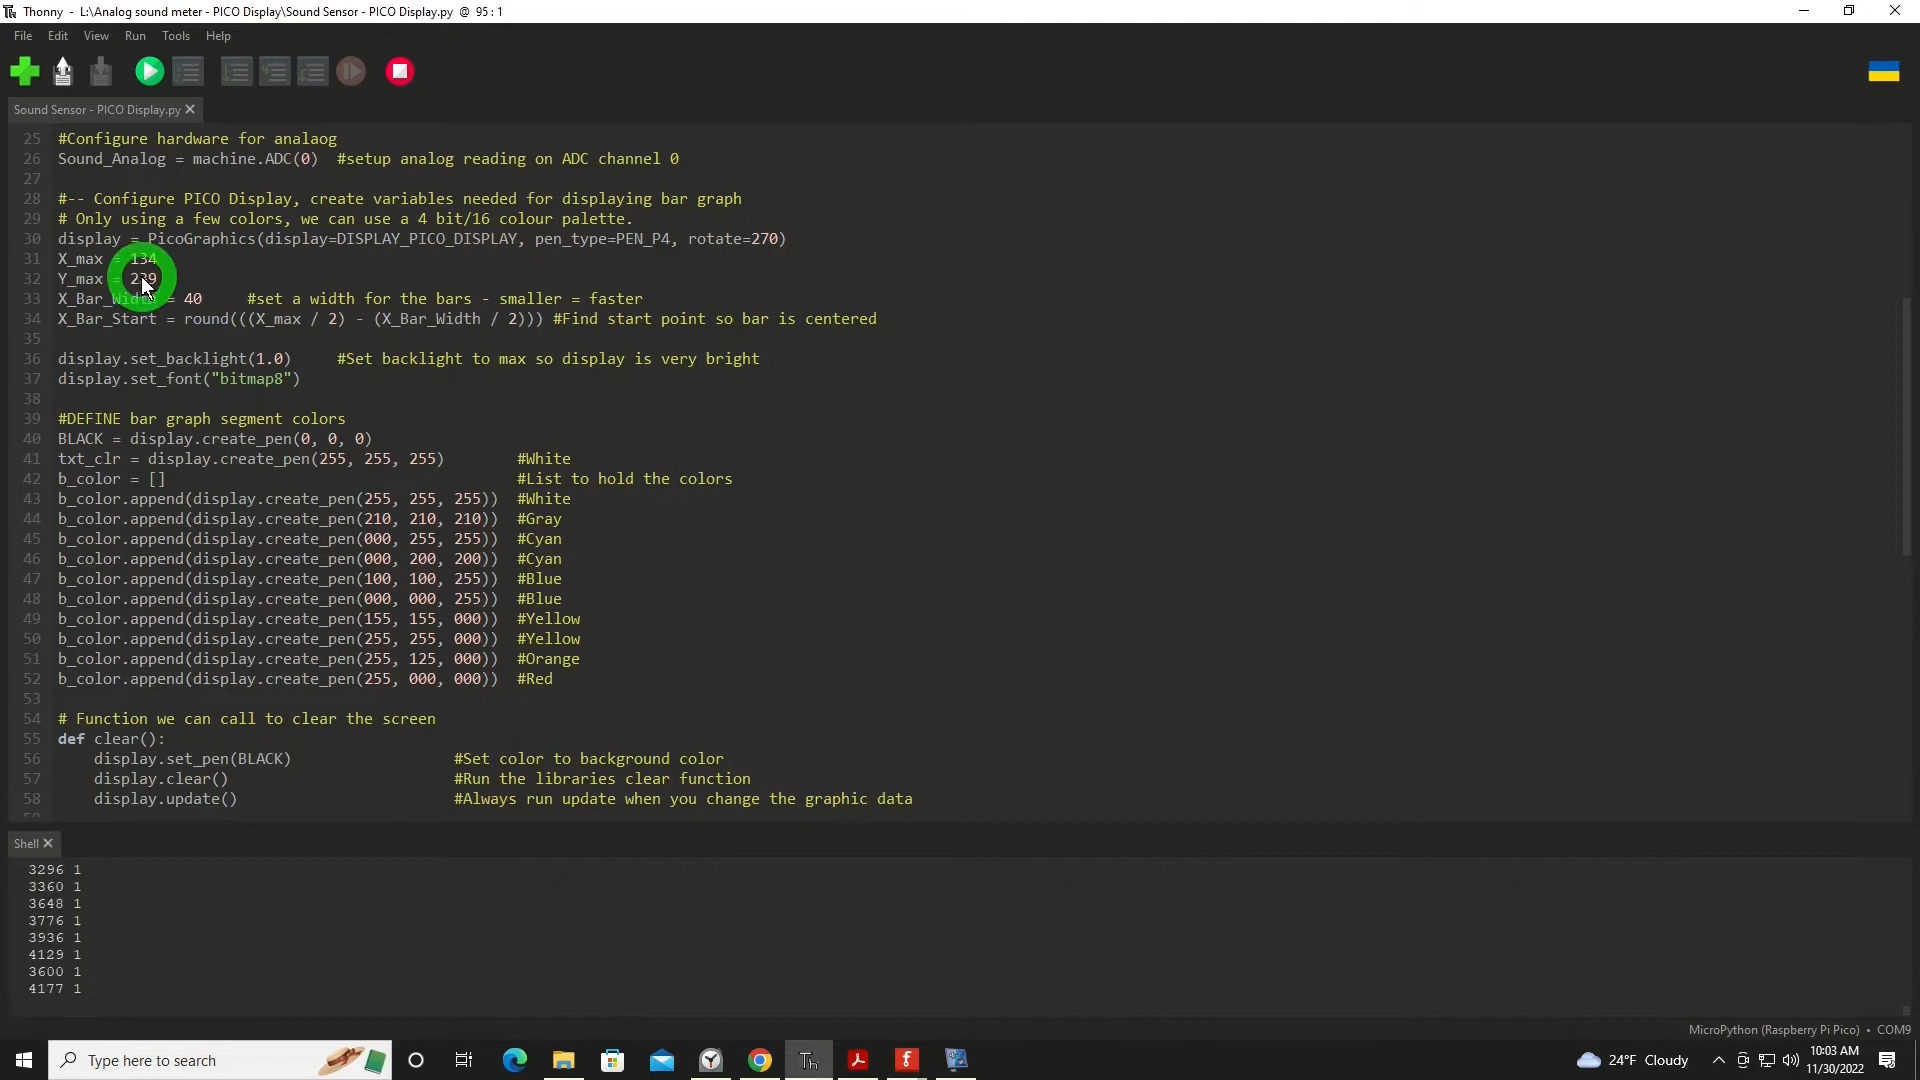 Thonny - L:\Analog sound meter - PICO Display\Sound Sensor - PICO Display.py @ 95 : 1
File Edit View Run Tools Help
Sound Sensor - PICO Display.py
25 #Configure hardware for analaog
26 Sound_Analog = machine.ADC(0) #setup analog reading on ADC channel 0
27
28 #-- Configure PICO Display, create variables needed for displaying bar graph
29 # Only using a few colors, we can use a 4 bit/16 colour palette.
30 display = PicoGraphics(display=DISPLAY_PICO_DISPLAY, pen_type=PEN_P4, rotate=270)
31 X_max = 134
32 Y_max = 239
33 X_Bar_Width = 40 #set a width for the bars - smaller = faster
34 X_Bar_Start = round(((X_max / 2) - (X_Bar_Width / 2))) #Find start point so bar is centered
35
36 display.set_backlight(1.0) #Set backlight to max so display is very bright
37 display.set_font("bitmap8")
38
39 #DEFINE bar graph segment colors
40 BLACK = display.create_pen(0, 0, 0)
41 txt_clr = display.create_pen(255, 255, 255) #White
42 b_color = [] #List to hold the colors
43 b_color.append(display.create_pen(255, 255, 255)) #White
44 b_color.append(display.create_pen(210, 210, 210)) #Gray
45 b_color.append(display.create_pen(000, 255, 255)) #Cyan
46 b_color.append(display.create_pen(000, 200, 200)) #Cyan
47 b_color.append(display.create_pen(100, 100, 255)) #Blue
48 b_color.append(display.create_pen(000, 000, 255)) #Blue
49 b_color.append(display.create_pen(155, 155, 000)) #Yellow
50 b_color.append(display.create_pen(255, 255, 000)) #Yellow
51 b_color.append(display.create_pen(255, 125, 000)) #Orange
52 b_color.append(display.create_pen(255, 000, 000)) #Red
53
54 # Function we can call to clear the screen
55 def clear():
56 display.set_pen(BLACK) #Set color to background color
57 display.clear() #Run the libraries clear function
58 display.update() #Always run update when you change the graphic data
Shell
3296 1
3360 1
3648 1
3776 1
3936 1
4129 1
3600 1
4177 1
MicroPython (Raspberry Pi Pico) • COM9
Type here to search
Th
24°F Cloudy
10:03 AM
11/30/2022